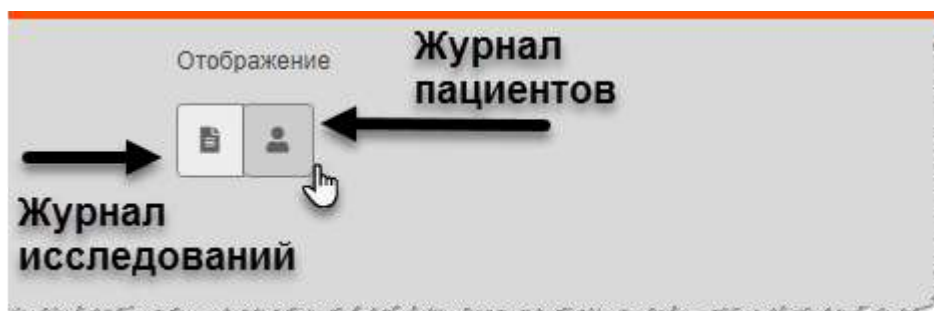 Отображение
Журнал
пациентов
Журнал
исследований